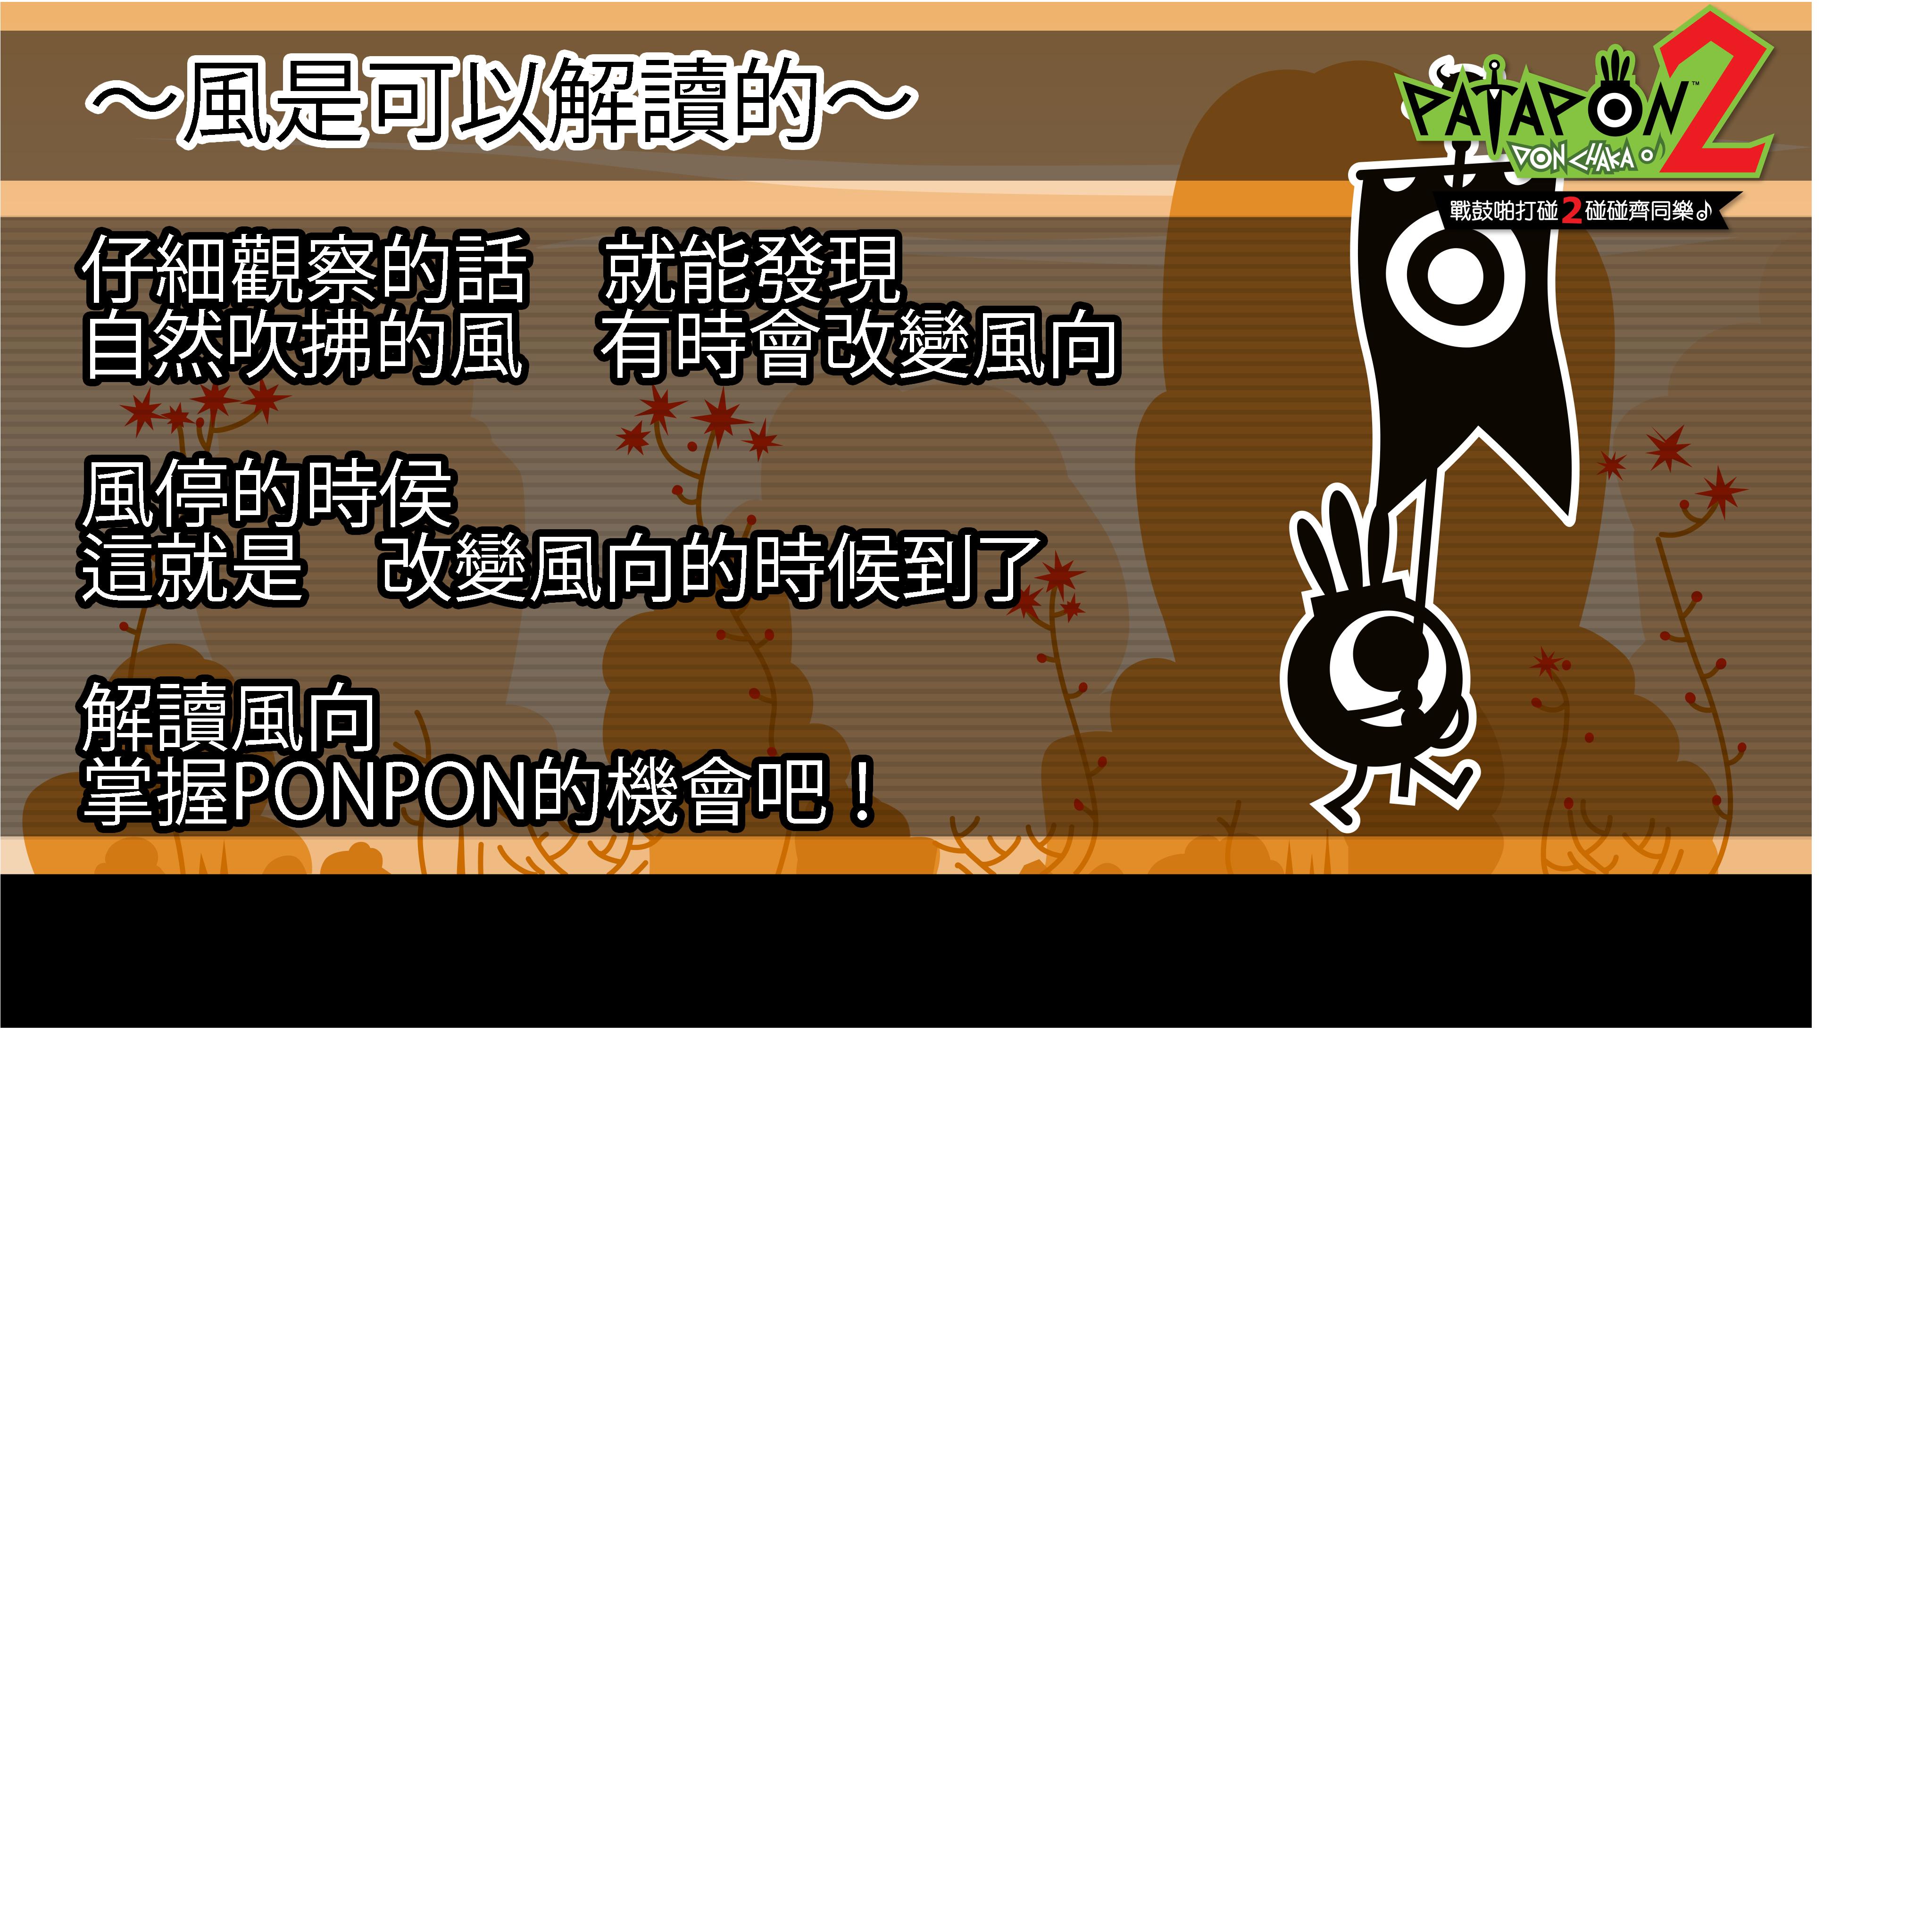 ～風是可以解讀的～
PATAPON 2™
DON CHAKA♪
戰鼓啪打碰2碰碰齊同樂♪
仔細觀察的話　就能發現
自然吹拂的風　有時會改變風向
風停的時侯
這就是　改變風向的時候到了
解讀風向
掌握PONPON的機會吧！